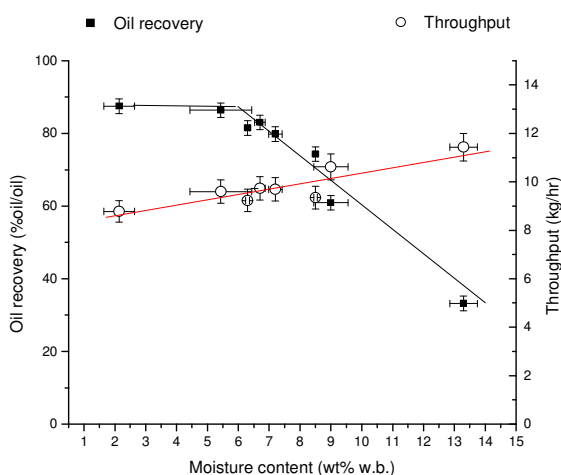 Oil recovery
Throughput
100
80
60
40
20
0
14
12
10
8
6
4
2
0
1 2 3 4 5 6 7 8 9 10 11 12 13 14 15
Oil recovery (%oil/oil)
Throughput (kg/hr)
Moisture content (wt% w.b.)